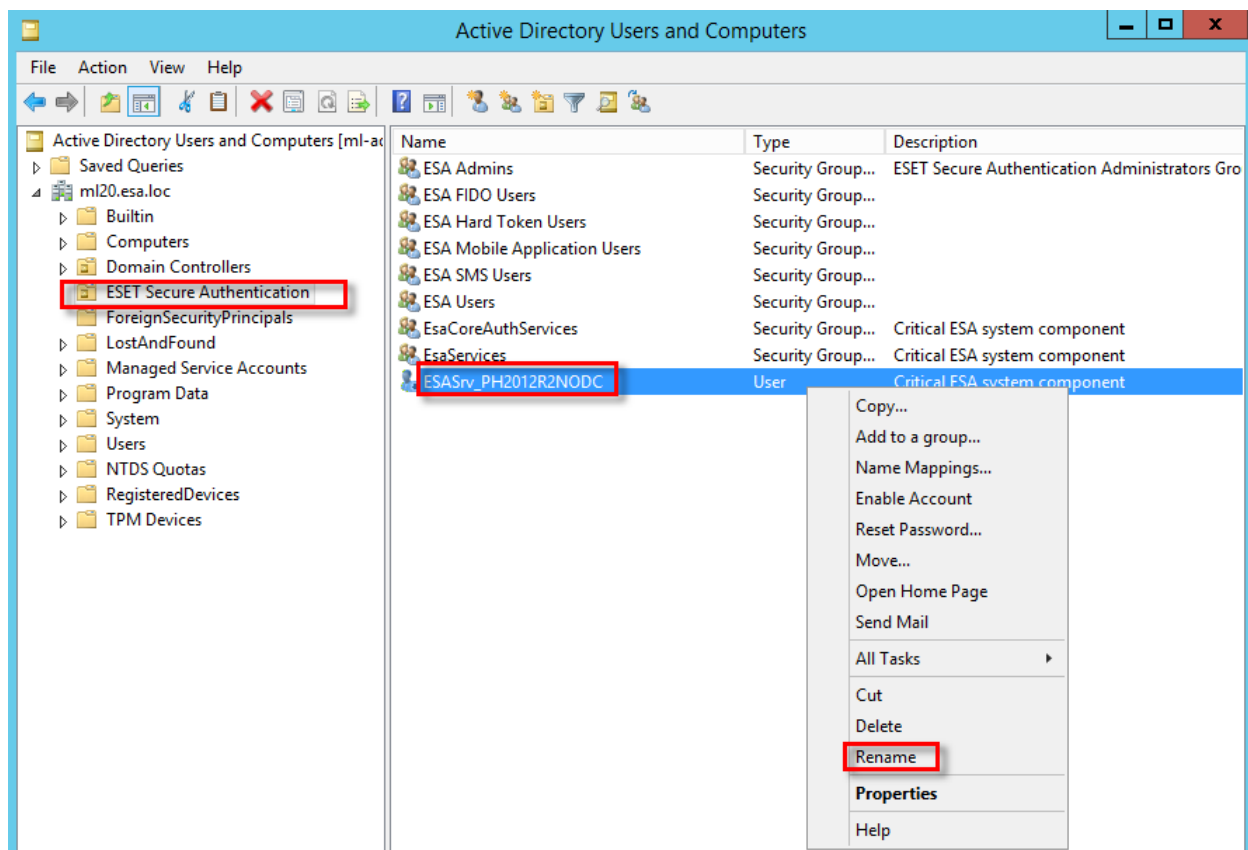 Active Directory Users and Computers
File Action View Help
Active Directory Users and Computers [ml-ac
Saved Queries
ml20.esa.loc
Builtin
Computers
Domain Controllers
ESET Secure Authentication
ForeignSecurityPrincipals
LostAndFound
Managed Service Accounts
Program Data
System
Users
NTDS Quotas
RegisteredDevices
TPM Devices
Name Type Description
ESA Admins Security Group... ESET Secure Authentication Administrators Gro
ESA FIDO Users Security Group...
ESA Hard Token Users Security Group...
ESA Mobile Application Users Security Group...
ESA SMS Users Security Group...
ESA Users Security Group...
EsaCoreAuthServices Security Group... Critical ESA system component
EsaServices Security Group... Critical ESA system component
ESASrv_PH2012R2NODC User Critical ESA system component
Copy...
Add to a group...
Name Mappings...
Enable Account
Reset Password...
Move...
Open Home Page
Send Mail
All Tasks
Cut
Delete
Rename
Properties
Help